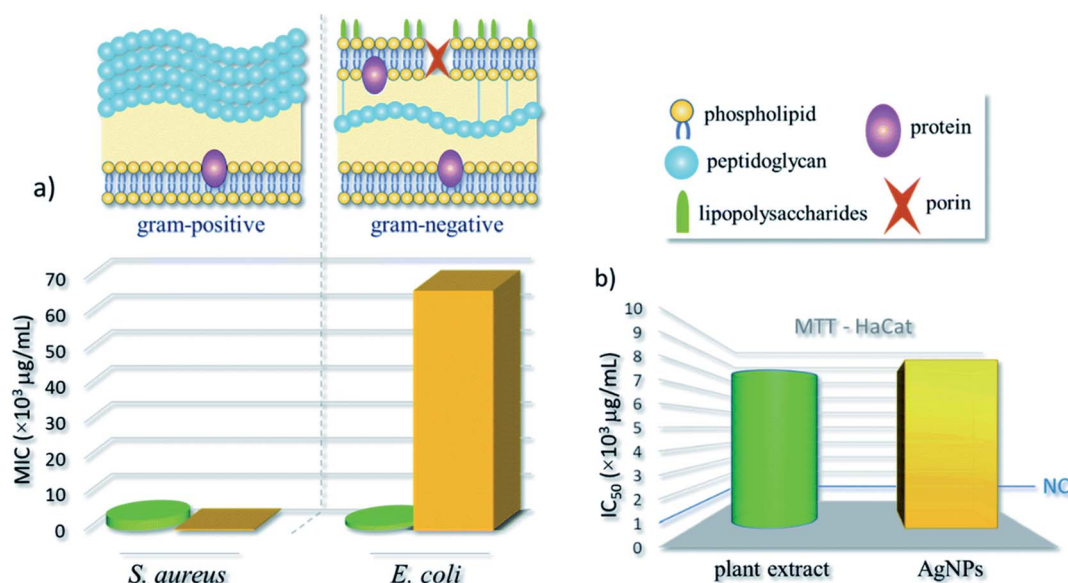 a)
gram-positive
gram-negative
phospholipid
peptidoglycan
lipopolysaccharides
protein
porin
MIC (×10³ µg/mL)
70
60
50
40
30
20
10
0
S. aureus
E. coli
b)
MTT - HaCat
IC₅₀ (×10³ µg/mL)
10
9
8
7
6
5
4
3
2
1
0
NC
plant extract
AgNPs